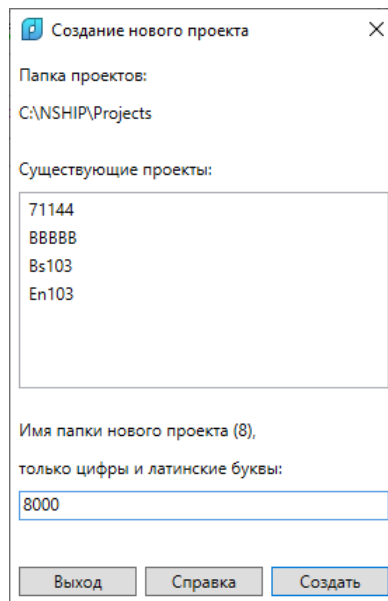 Создание нового проекта
Папка проектов:
C:\NSHIP\Projects
Существующие проекты:
71144
BBBBB
Bs103
En103
Имя папки нового проекта (8),
только цифры и латинские буквы:
8000
Выход Справка Создать